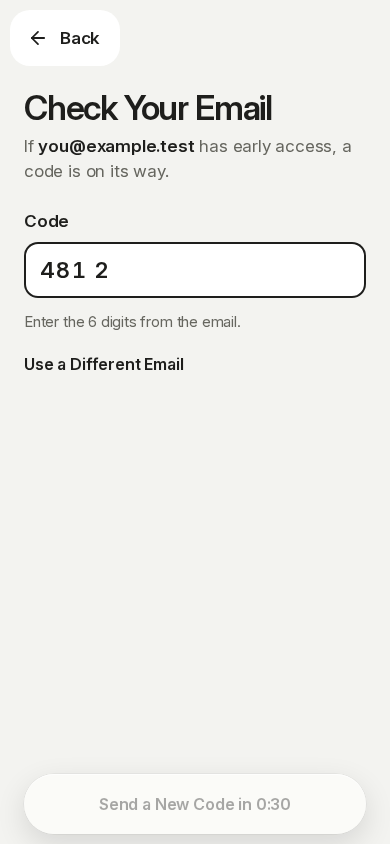 Back
Check Your Email
If you@example.test has early access, a
code is on its way.
Code
481 2
Enter the 6 digits from the email.
Use a Different Email
Send a New Code in 0:30